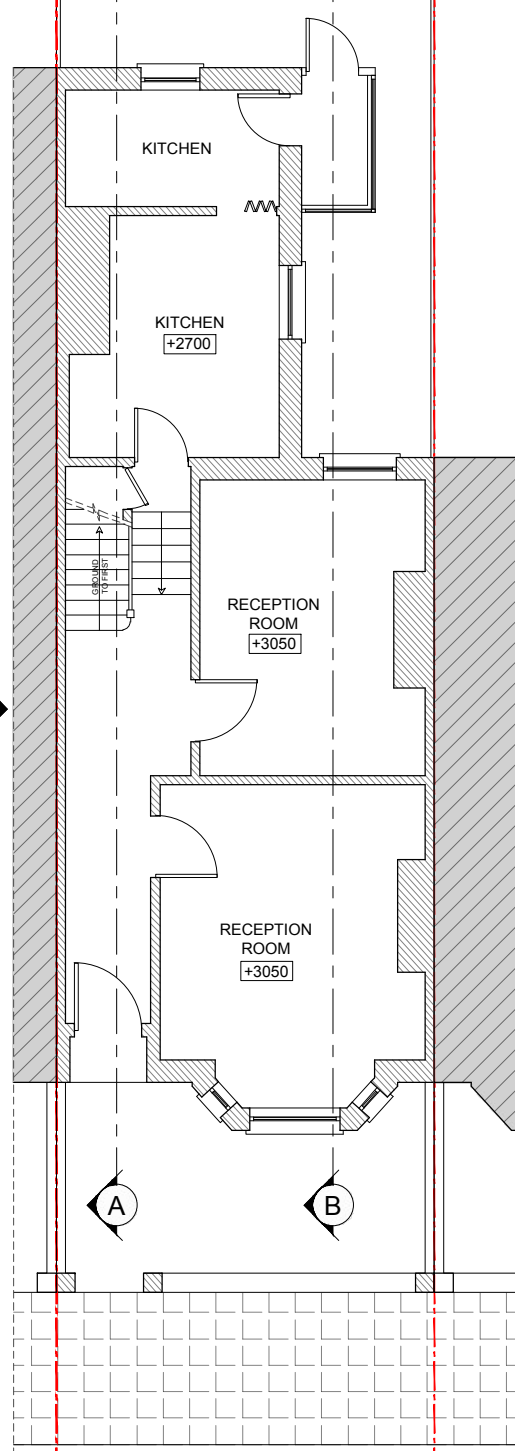 KITCHEN
KITCHEN
+2700
GROUND
TO FIRST
RECEPTION
ROOM
+3050
RECEPTION
ROOM
+3050
A
B